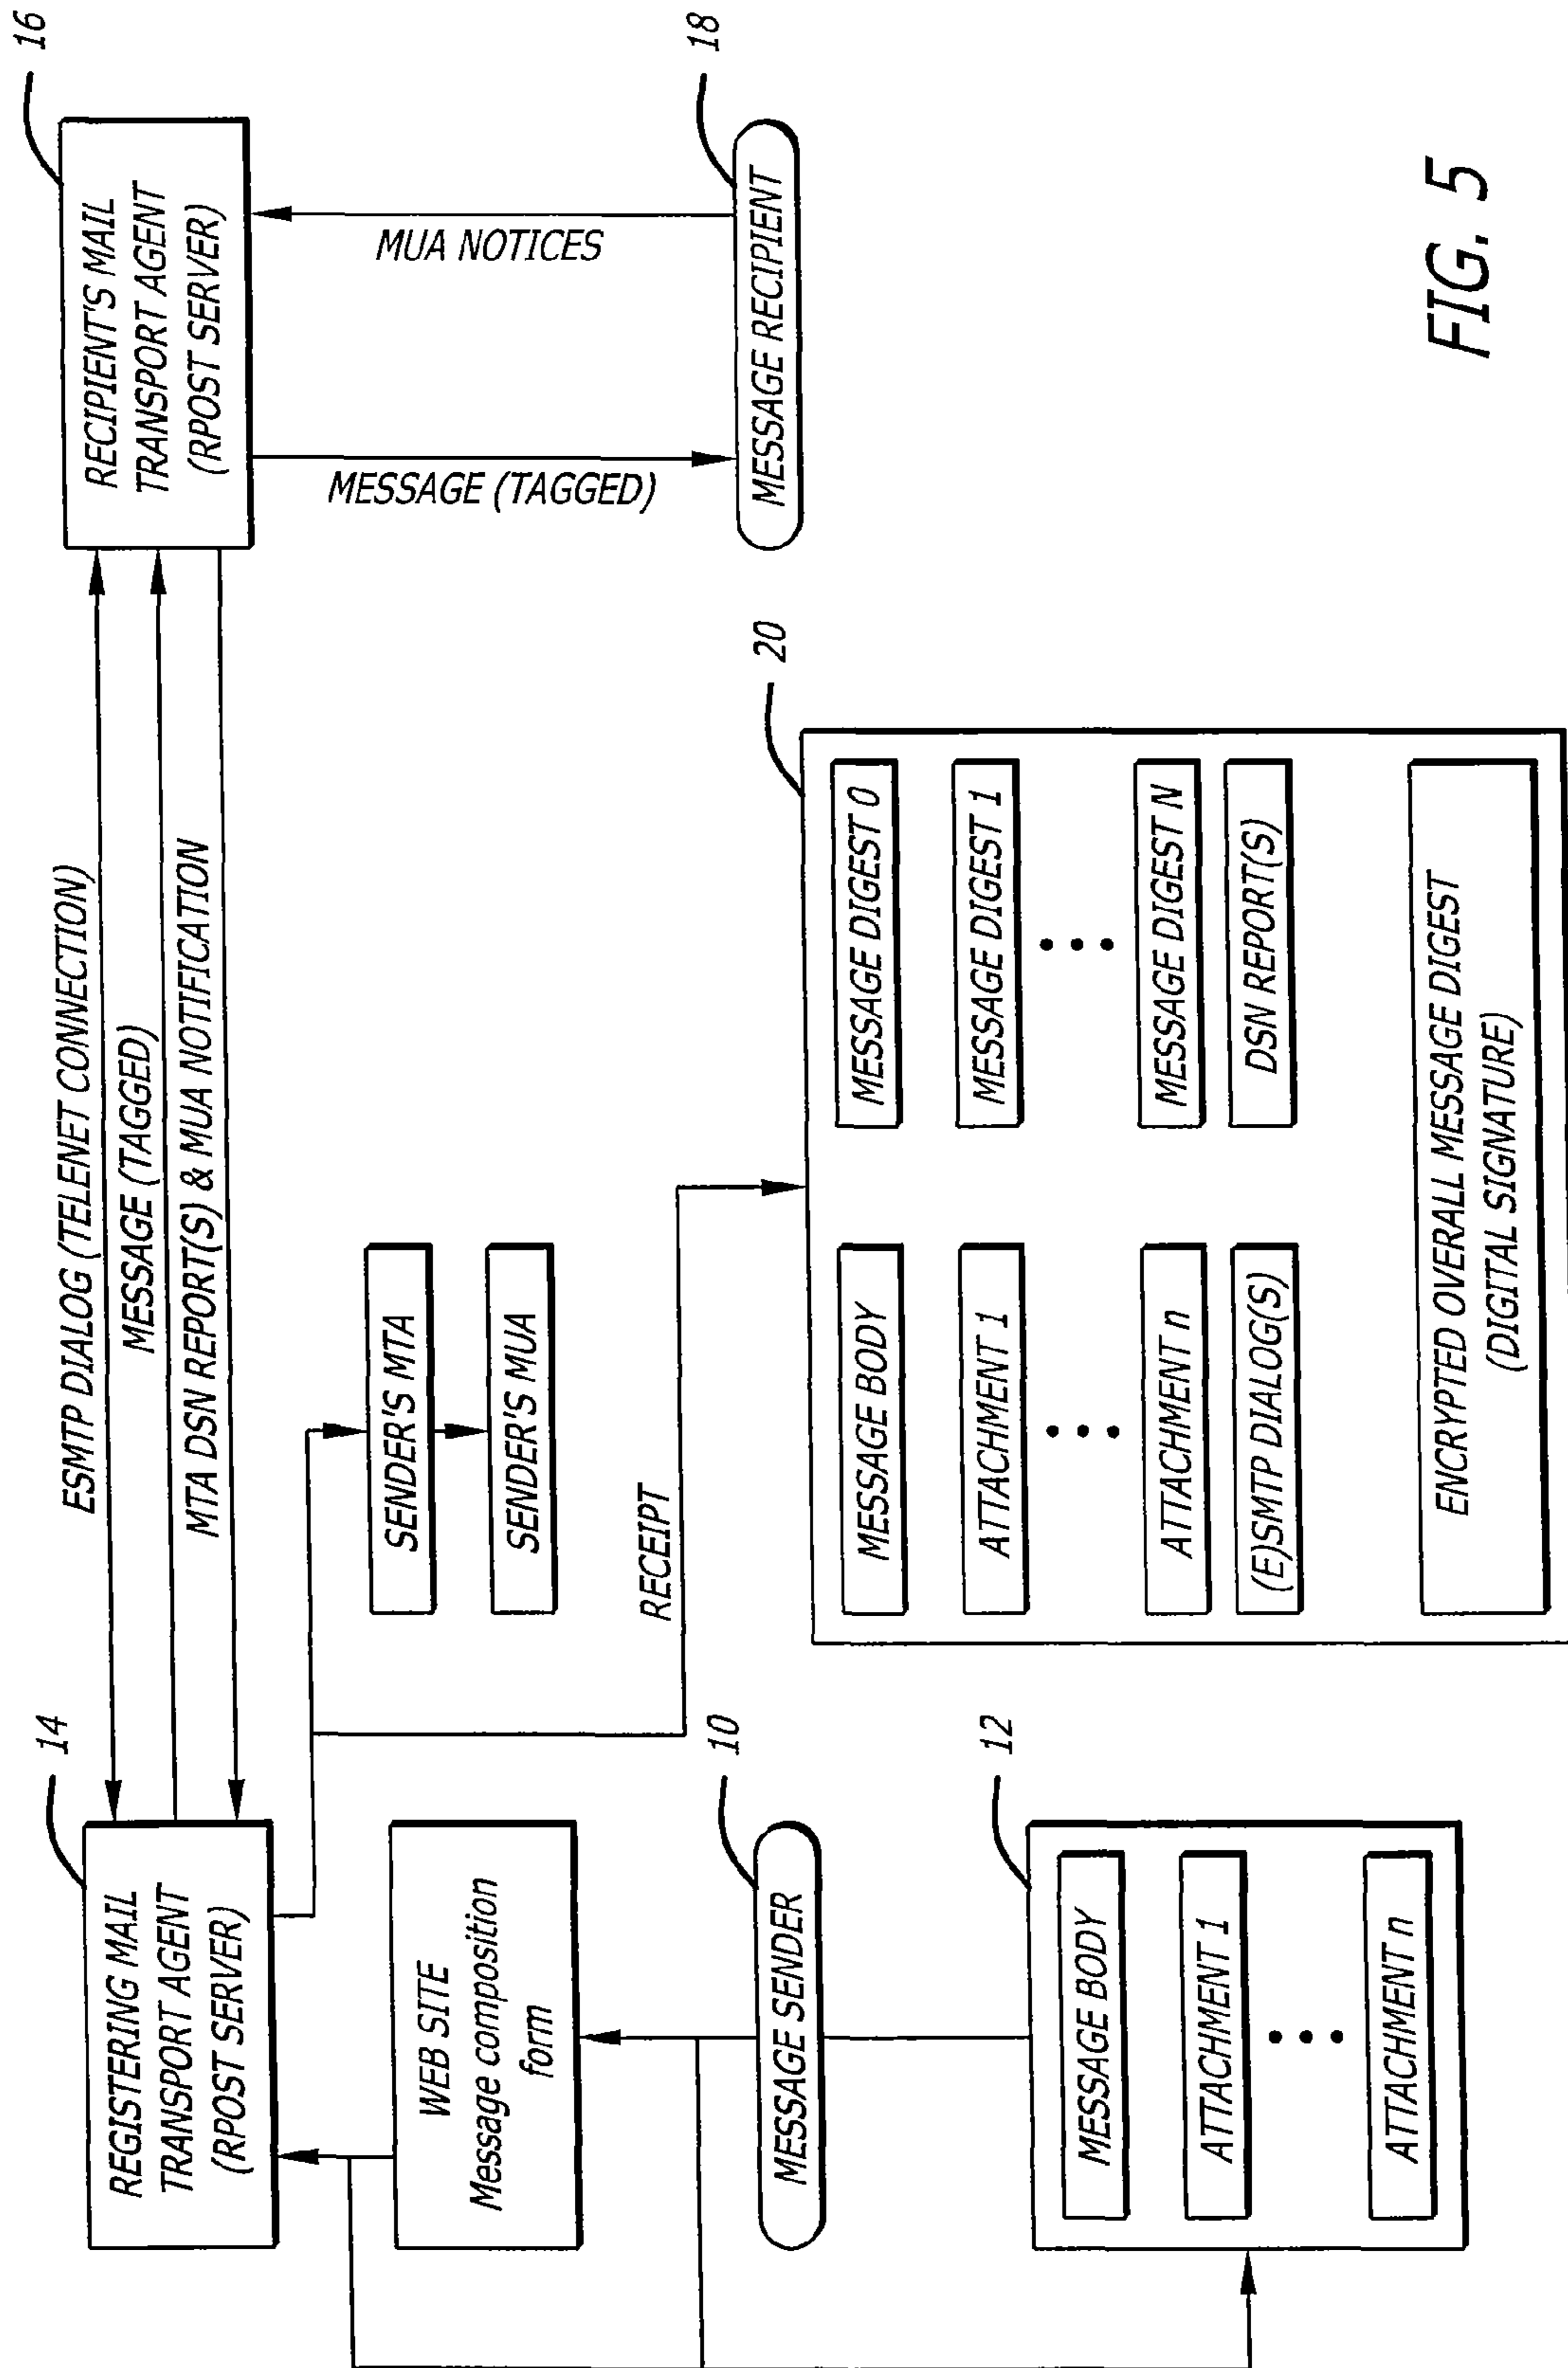 14
REGISTERING MAIL
TRANSPORT AGENT
(RPOST SERVER)
ESMTP DIALOG (TELENET CONNECTION)
MESSAGE (TAGGED)
MTA DSN REPORT(S) & MUA NOTIFICATION
16
RECIPIENT'S MAIL
TRANSPORT AGENT
(RPOST SERVER)
WEB SITE
Message composition
form
SENDER'S MTA
SENDER'S MUA
RECEIPT
MESSAGE (TAGGED)
MUA NOTICES
10
MESSAGE SENDER
18
MESSAGE RECIPIENT
12
MESSAGE BODY
ATTACHMENT 1
• • •
ATTACHMENT n
20
MESSAGE BODY
MESSAGE DIGEST 0
ATTACHMENT 1
MESSAGE DIGEST 1
• • •
• • •
ATTACHMENT n
MESSAGE DIGEST N
(E)SMTP DIALOG(S)
DSN REPORT(S)
ENCRYPTED OVERALL MESSAGE DIGEST
(DIGITAL SIGNATURE)
FIG. 5